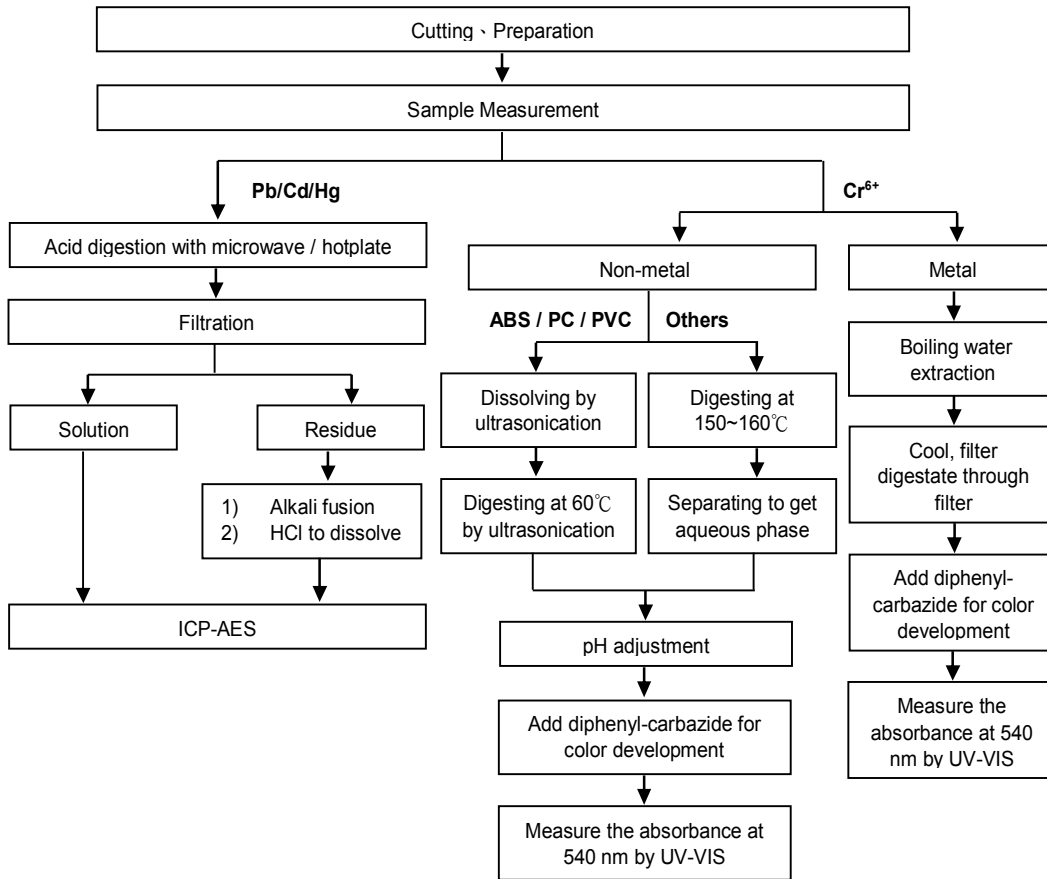 Cutting、Preparation
Sample Measurement
Pb/Cd/Hg
Cr⁶⁺
Acid digestion with microwave / hotplate
Filtration
Solution
Residue
1) Alkali fusion
2) HCl to dissolve
ICP-AES
Non-metal
ABS / PC / PVC
Others
Dissolving by
ultrasonication
Digesting at 60℃
by ultrasonication
Digesting at
150~160℃
Separating to get
aqueous phase
pH adjustment
Add diphenyl-carbazide for
color development
Measure the absorbance at
540 nm by UV-VIS
Metal
Boiling water
extraction
Cool, filter
digestate through
filter
Add diphenyl-
carbazide for color
development
Measure the
absorbance at 540
nm by UV-VIS